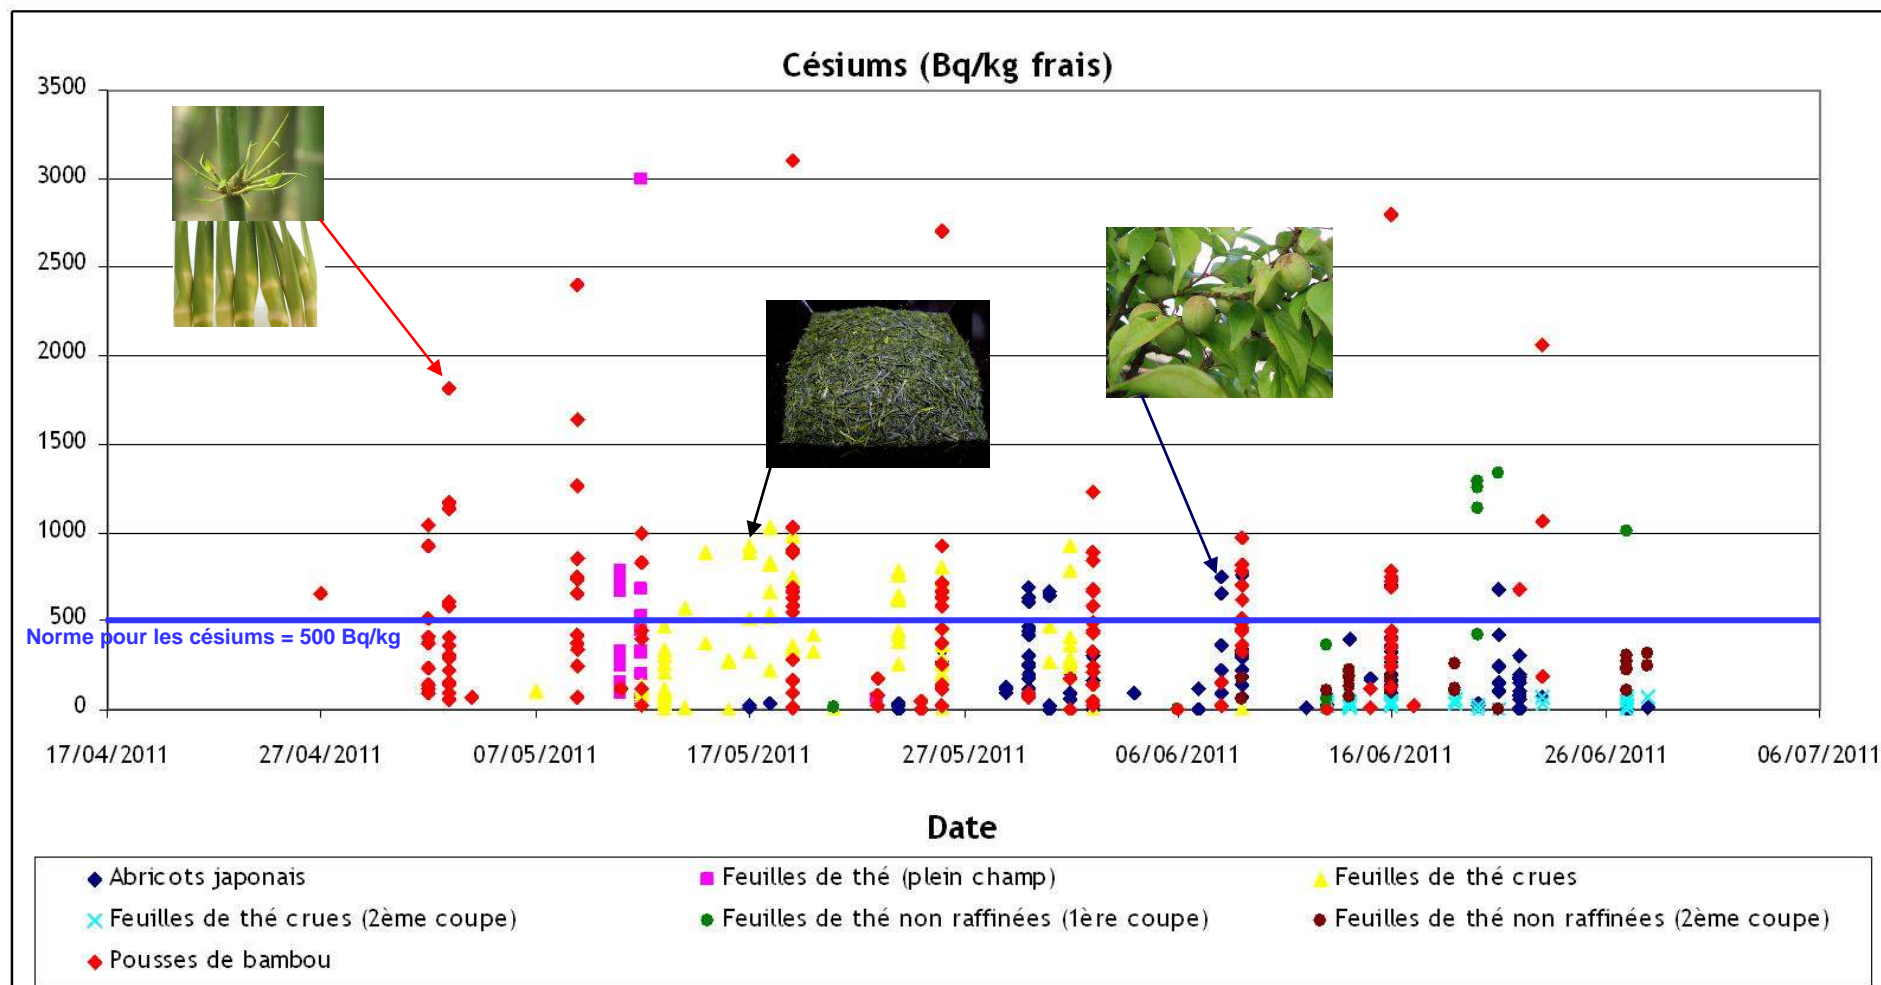 Césiums (Bq/kg frais)
3500
3000
2500
2000
1500
1000
500
0
Norme pour les césiums = 500 Bq/kg
17/04/2011 27/04/2011 07/05/2011 17/05/2011 27/05/2011 06/06/2011 16/06/2011 26/06/2011 06/07/2011
Date
Abricots japonais Feuilles de thé (plein champ) Feuilles de thé crues
Feuilles de thé crues (2ème coupe) Feuilles de thé non raffinées (1ère coupe) Feuilles de thé non raffinées (2ème coupe)
Pousses de bambou